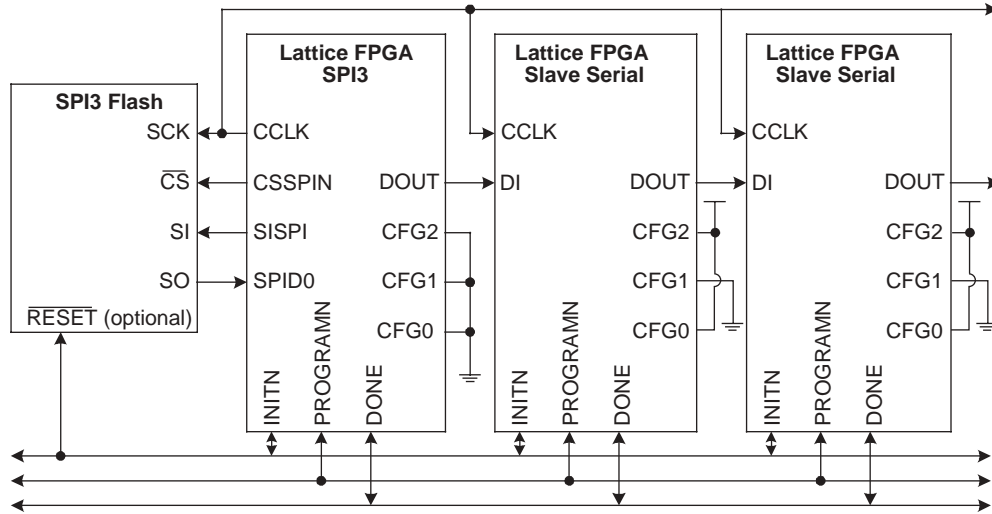 SPI3 Flash
SCK
CS
SI
SO
RESET (optional)
Lattice FPGA
SPI3
CCLK
CSSPIN
SISPI
SPID0
DOUT
CFG2
CFG1
CFG0
INITN
PROGRAMN
DONE
Lattice FPGA
Slave Serial
CCLK
DI
DOUT
CFG2
CFG1
CFG0
INITN
PROGRAMN
DONE
Lattice FPGA
Slave Serial
CCLK
DI
DOUT
CFG2
CFG1
CFG0
INITN
PROGRAMN
DONE